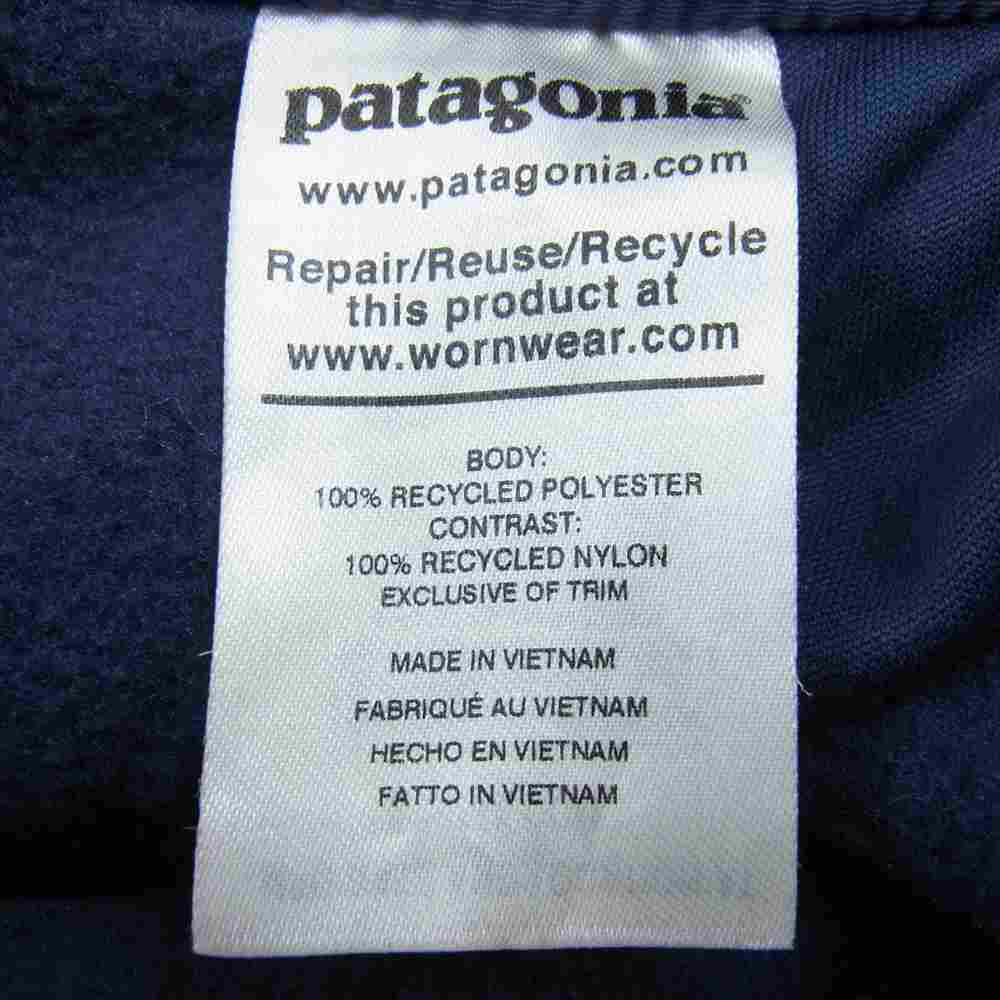 patagonia
www.patagonia.com
Repair/Reuse/Recycle
this product at
www.wornwear.com
BODY:
100% RECYCLED POLYESTER
CONTRAST:
100% RECYCLED NYLON
EXCLUSIVE OF TRIM
MADE IN VIETNAM
FABRIQUÉ AU VIETNAM
HECHO EN VIETNAM
FATTO IN VIETNAM